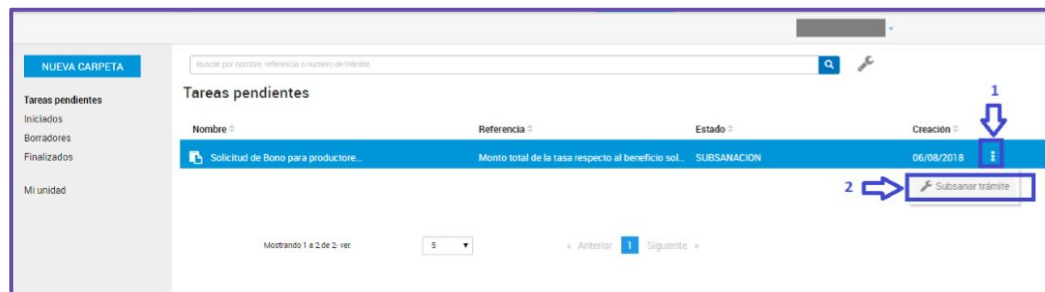 NUEVA CARPETA
Buscar por nombre, referencia o número de trámite
Tareas pendientes
Iniciados
Borradores
Finalizados
Mi unidad
Tareas pendientes
1
Nombre Referencia Estado Creación
Solicitud de Bono para productore... Monto total de la tasa respecto al beneficio sol... SUBSANACION 06/08/2018
2 Subsanar trámite
Mostrando 1 a 2 de 2- ver: 5 « Anterior 1 Siguiente »